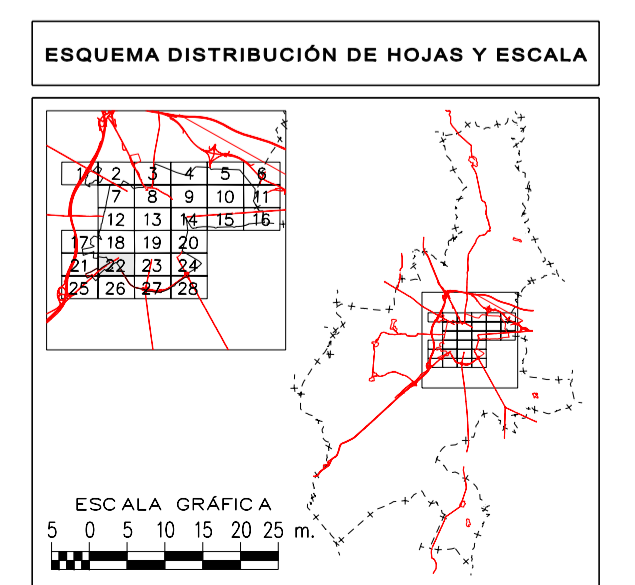 ESQUEMA DISTRIBUCIÓN DE HOJAS Y ESCALA
1 2 3 4 5 6
7 8 9 10 11
12 13 14 15 16
17 18 19 20
21 22 23 24
25 26 27 28
ESCALA GRÁFICA
5 0 5 10 15 20 25 m.